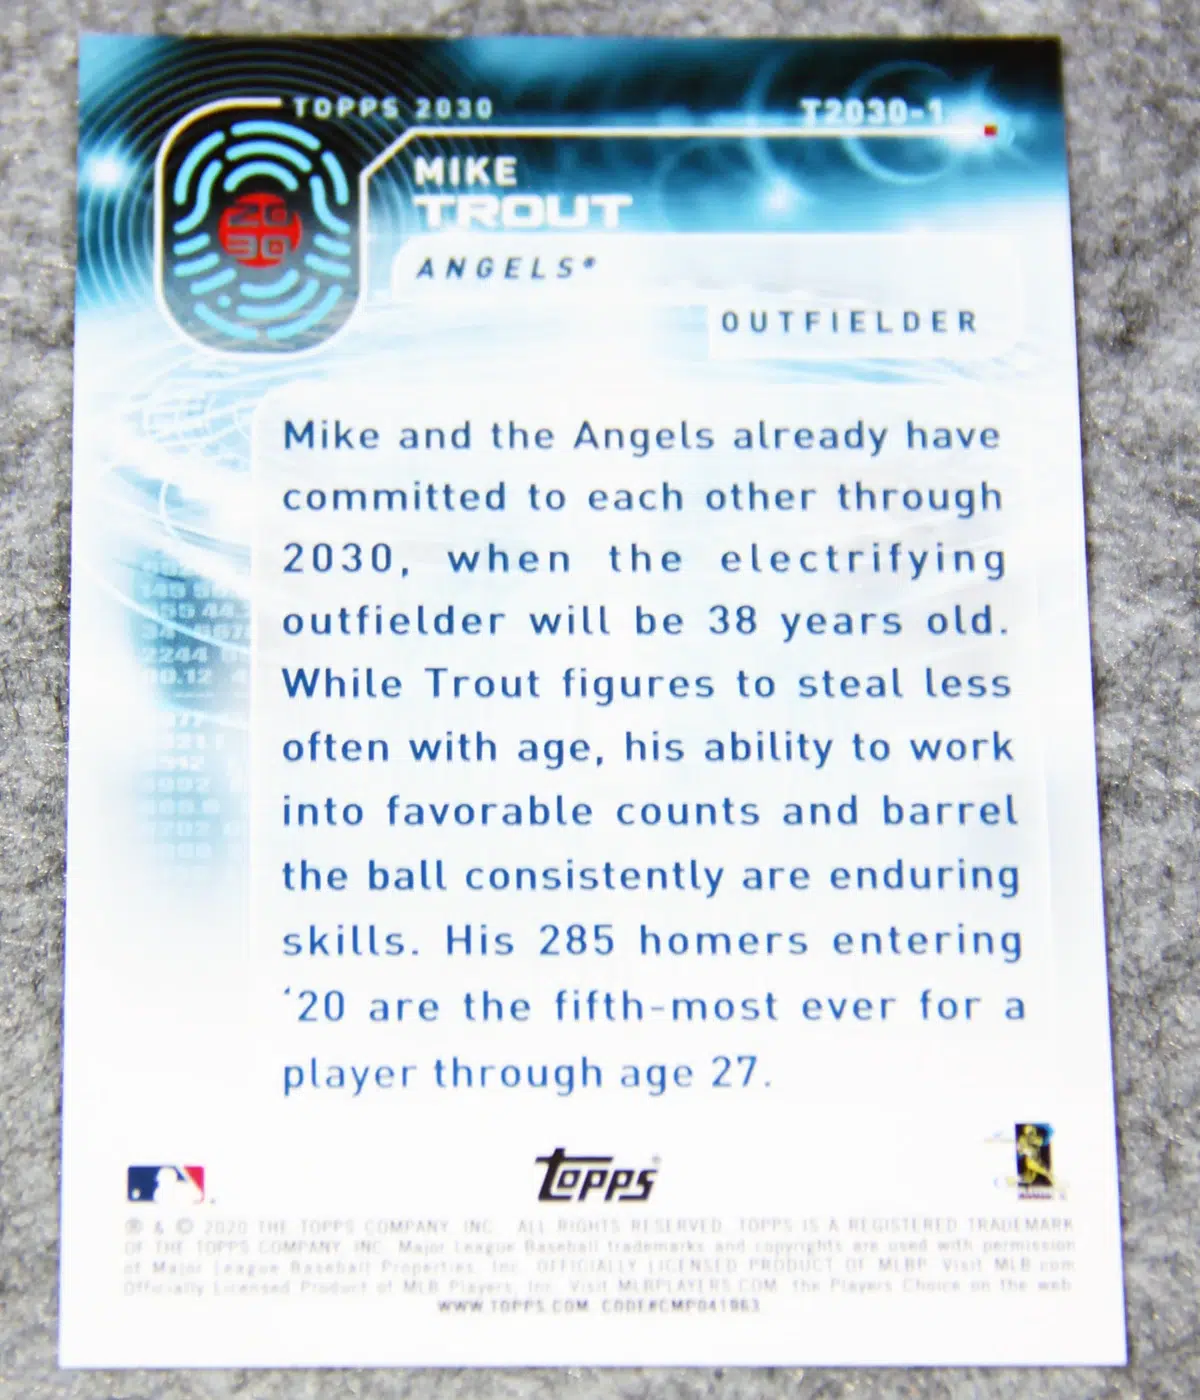 TOPPS 2030
T2030-1
20
30
MIKE
TROUT
ANGELS®
OUTFIELDER
Mike and the Angels already have
committed to each other through
2030, when the electrifying
outfielder will be 38 years old.
While Trout figures to steal less
often with age, his ability to work
into favorable counts and barrel
the ball consistently are enduring
skills. His 285 homers entering
'20 are the fifth-most ever for a
player through age 27.
TOPPS®
® & © 2020 THE TOPPS COMPANY, INC. ALL RIGHTS RESERVED. TOPPS IS A REGISTERED TRADEMARK
OF THE TOPPS COMPANY, INC. Major League Baseball trademarks and copyrights are used with permission
of Major League Baseball Properties, Inc. OFFICIALLY LICENSED PRODUCT OF MLBP Visit MLB.com
Officially Licensed Product of MLB Players, Inc. Visit MLBPLAYERS.COM, the Players Choice on the web.
WWW.TOPPS.COM CODE#CMP041963